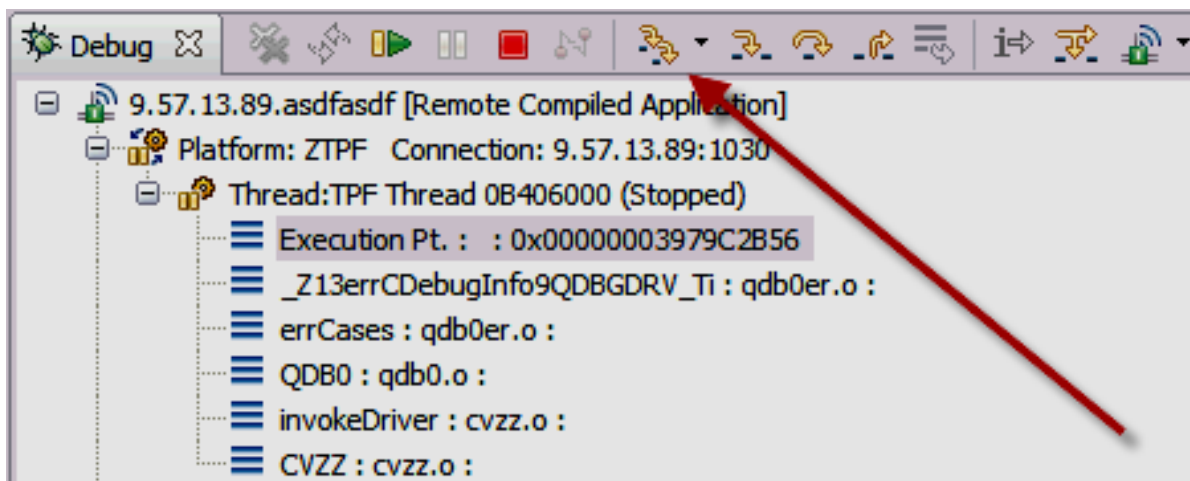 Debug
9.57.13.89.asdfasdf [Remote Compiled Application]
Platform: ZTPF Connection: 9.57.13.89:1030
Thread:TPF Thread 0B406000 (Stopped)
Execution Pt. : : 0x00000003979C2B56
_Z13errCDebugInfo9QDBGDRV_Ti : qdb0er.o :
errCases : qdb0er.o :
QDB0 : qdb0.o :
invokeDriver : cvzz.o :
CVZZ : cvzz.o :